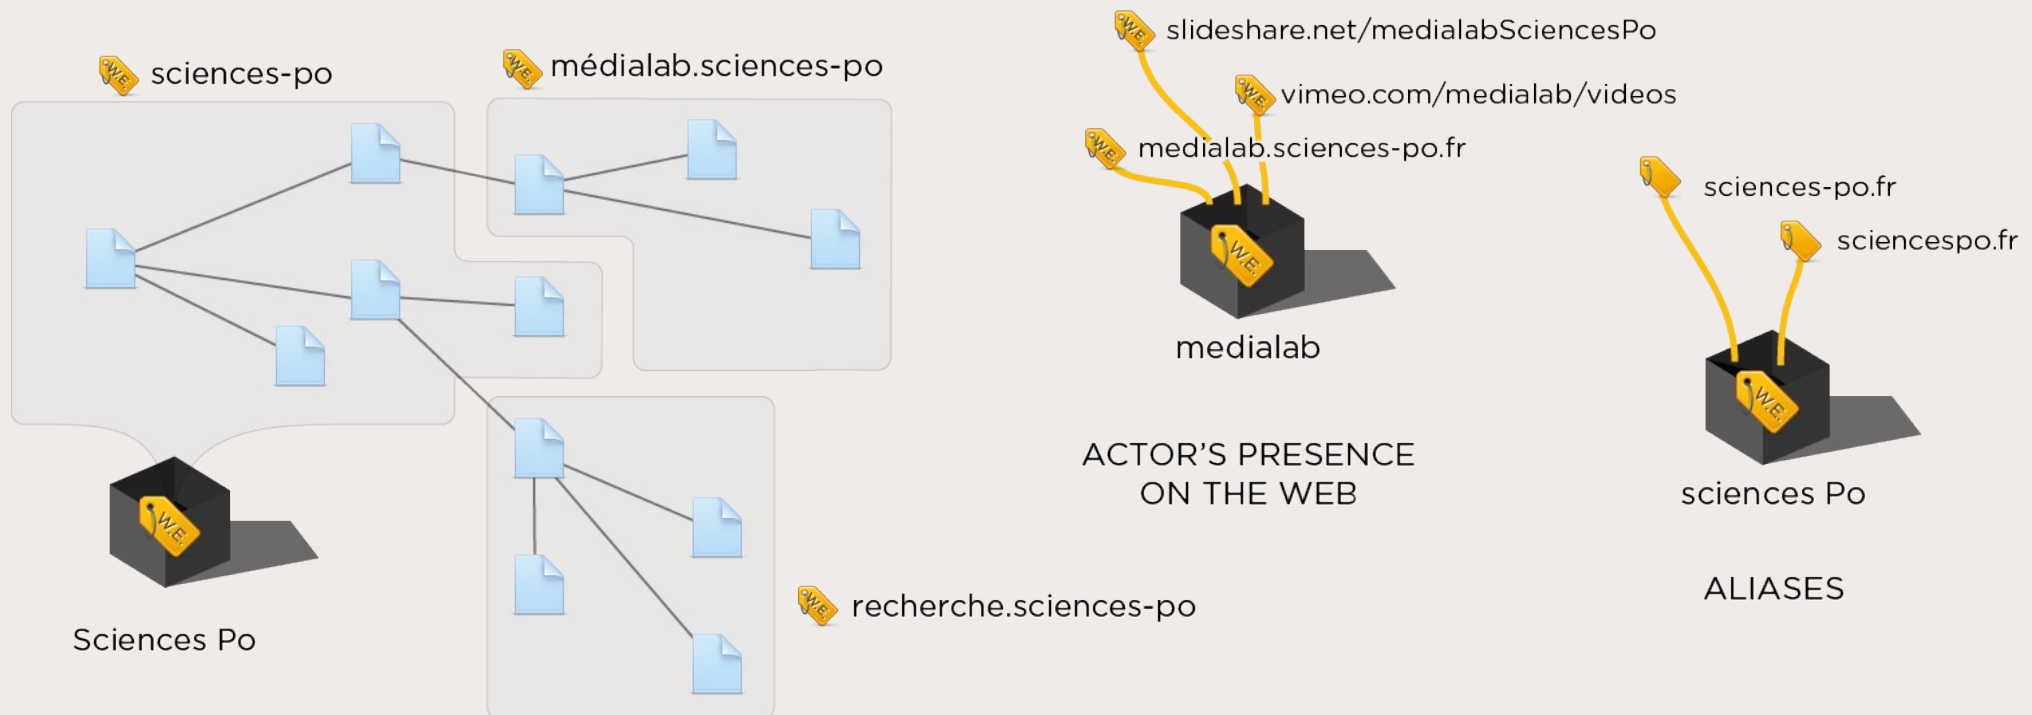 sciences-po
médialab.sciences-po
W.E.
W.E.
W.E.
Sciences Po
W.E.
recherche.sciences-po
W.E.
slideshare.net/medialabSciencesPo
W.E.
vimeo.com/medialab/videos
W.E.
medialab.sciences-po.fr
W.E.
medialab
ACTOR'S PRESENCE
ON THE WEB
sciences-po.fr
sciencespo.fr
W.E.
sciences Po
ALIASES